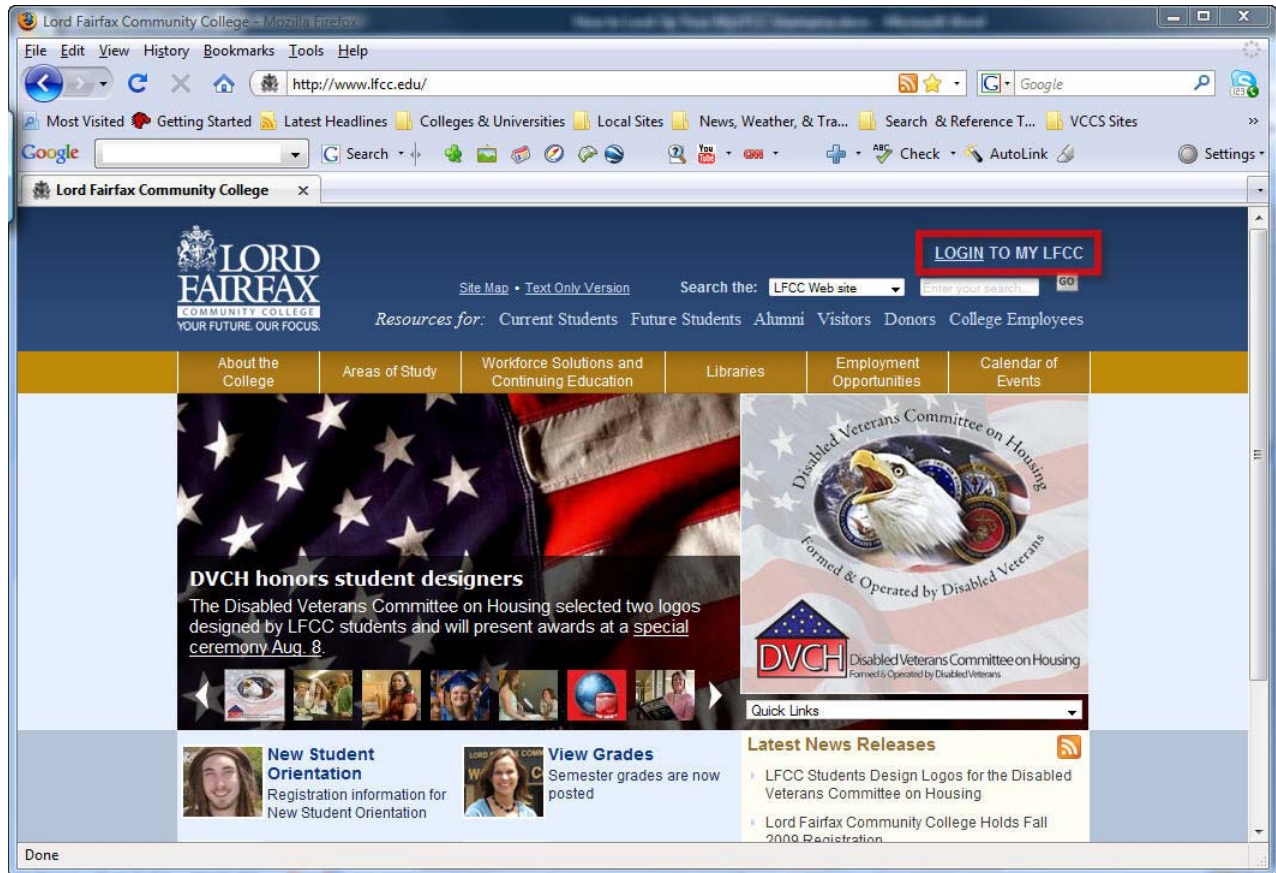 Lord Fairfax Community College - Mozilla Firefox
File Edit View History Bookmarks Tools Help
http://www.lfcc.edu/
G Google
Most Visited Getting Started Latest Headlines Colleges & Universities Local Sites News, Weather, & Tra... Search & Reference T... VCCS Sites »
Google G Search You Tube CNN ABC Check AutoLink Settings
Lord Fairfax Community College x
LORD
FAIRFAX
COMMUNITY COLLEGE
YOUR FUTURE. OUR FOCUS.
LOGIN TO MY LFCC
Site Map • Text Only Version Search the: LFCC Web site Enter your search... GO
Resources for: Current Students Future Students Alumni Visitors Donors College Employees
About the College
Areas of Study
Workforce Solutions and Continuing Education
Libraries
Employment Opportunities
Calendar of Events
DVCH honors student designers
The Disabled Veterans Committee on Housing selected two logos
designed by LFCC students and will present awards at a special
ceremony Aug. 8.
Disabled Veterans Committee on Housing
Formed & Operated by Disabled Veterans
DVCH Disabled Veterans Committee on Housing
Formed & Operated by Disabled Veterans
Quick Links
New Student
Orientation
Registration information for
New Student Orientation
View Grades
Semester grades are now
posted
Latest News Releases
LFCC Students Design Logos for the Disabled
Veterans Committee on Housing
Lord Fairfax Community College Holds Fall
2009 Registration
Done